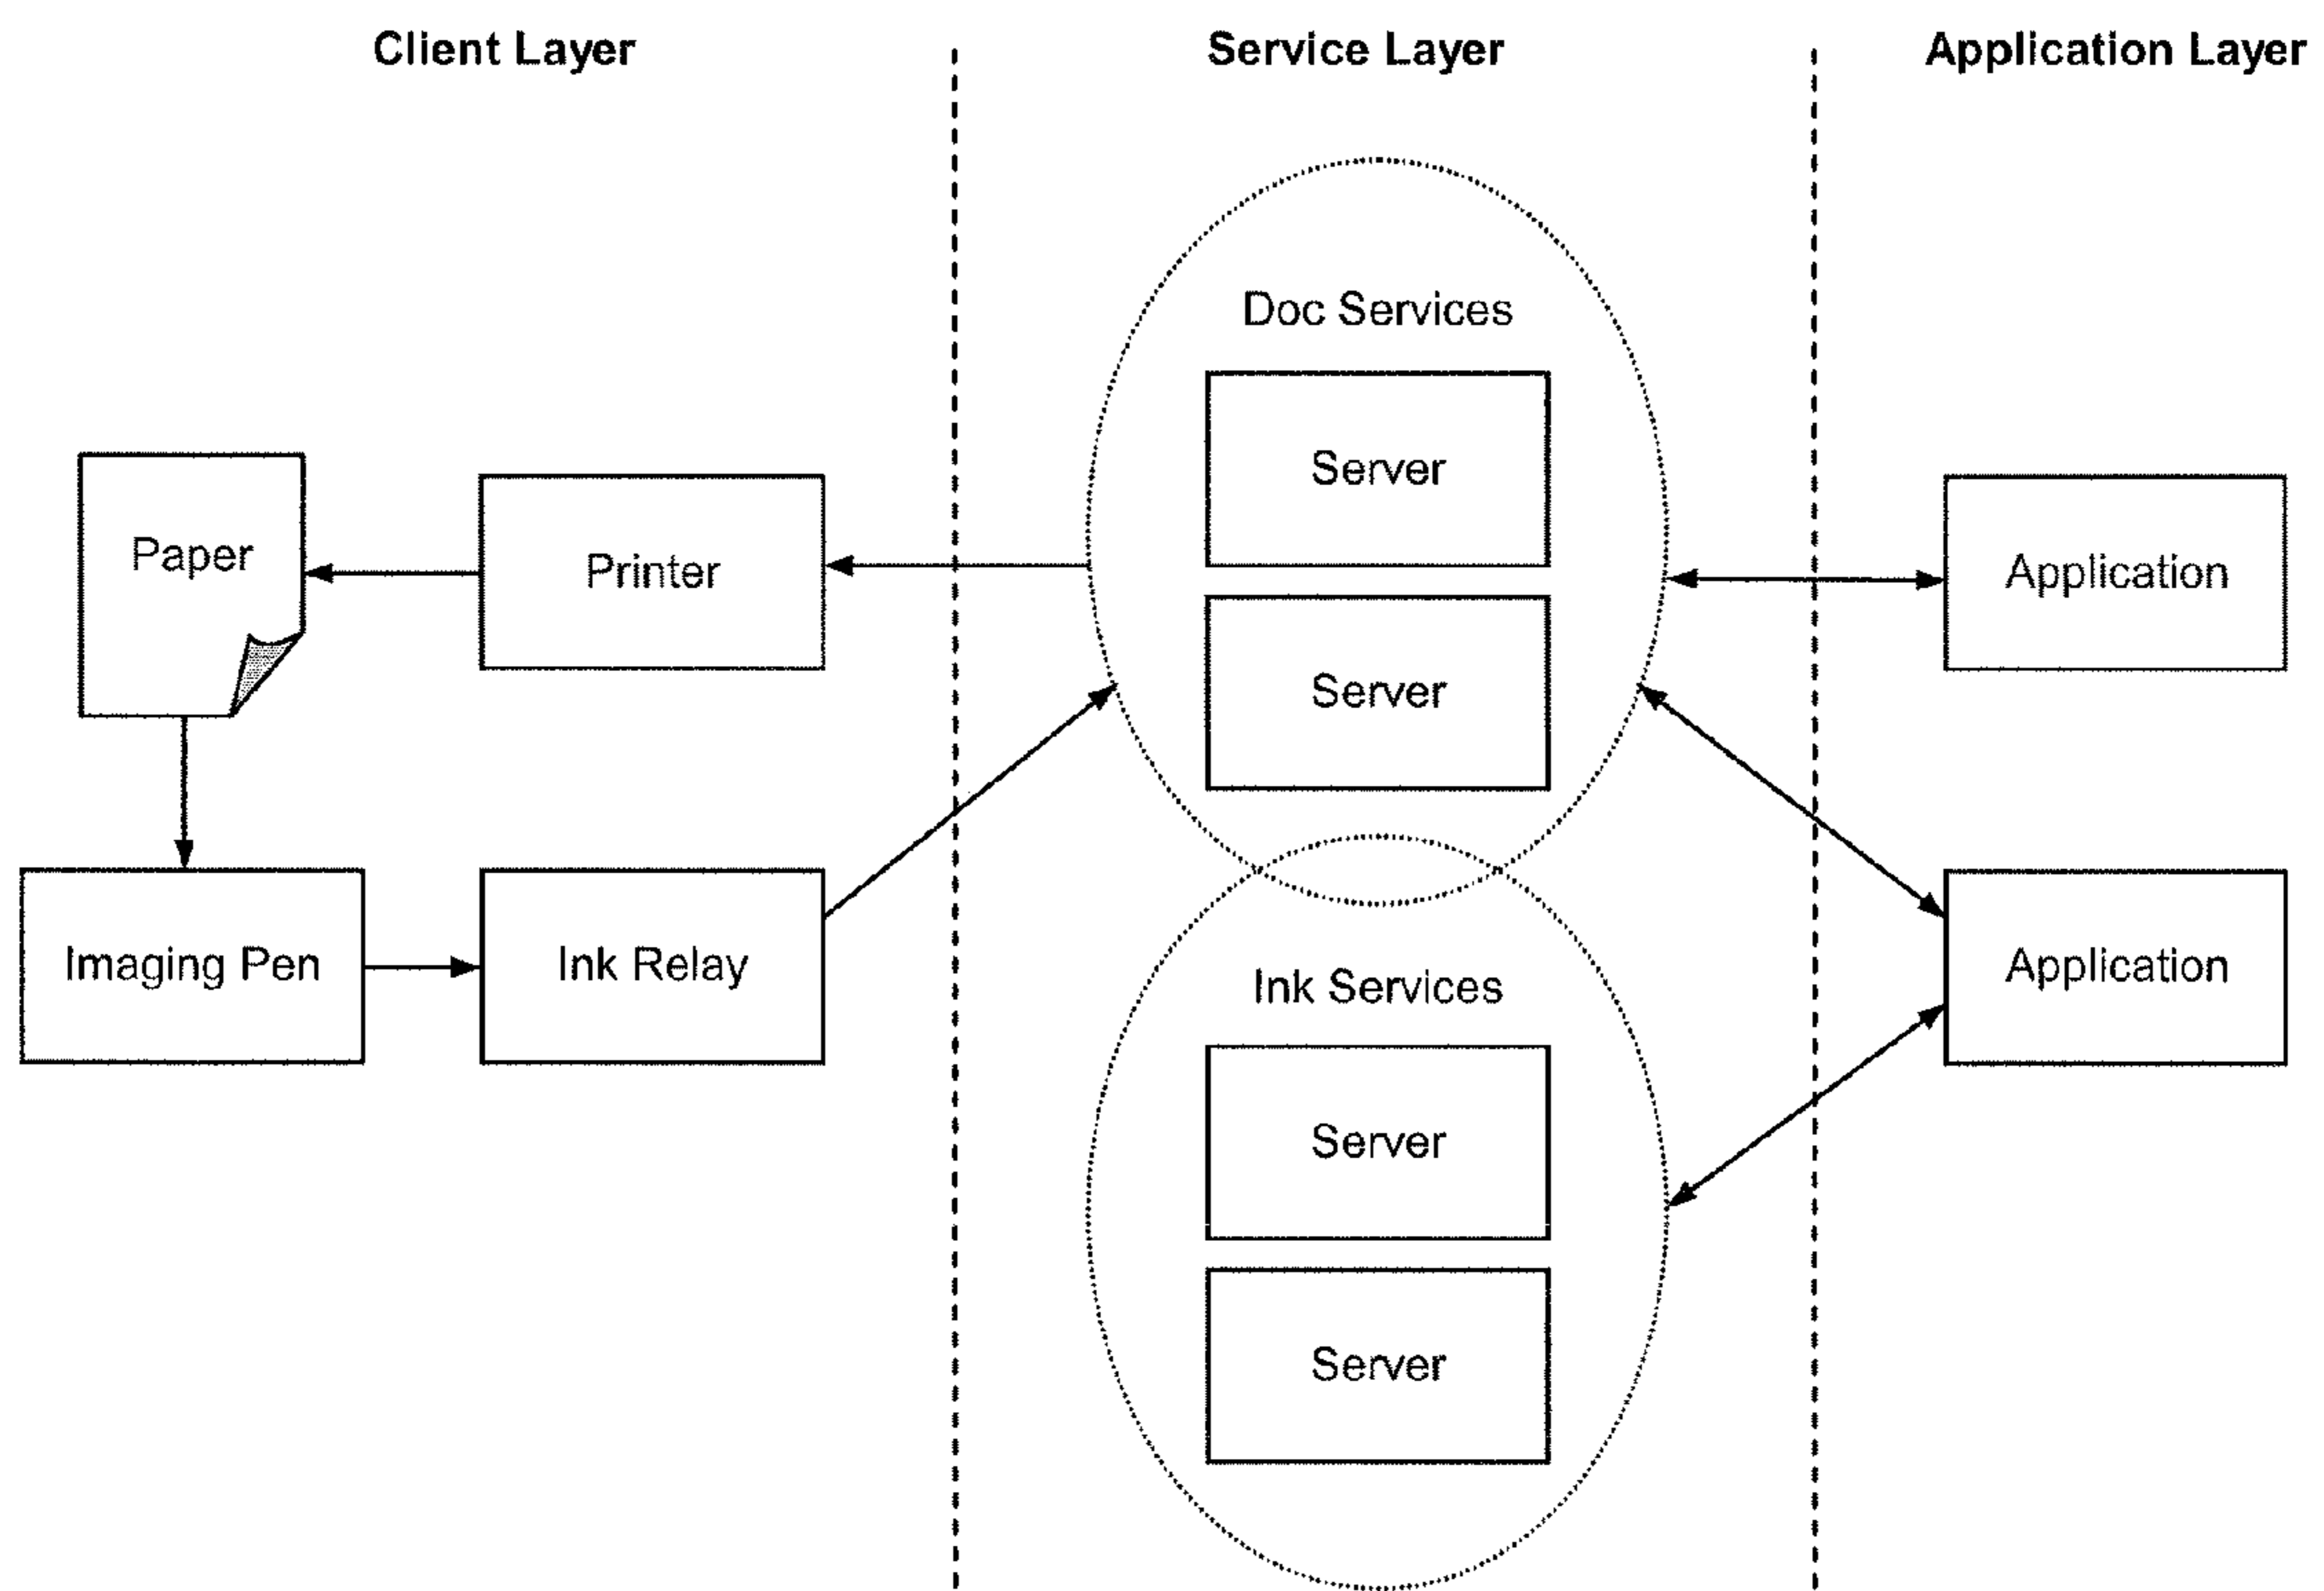 Client Layer
Service Layer
Application Layer
Doc Services
Server
Paper
Printer
Application
Server
Imaging Pen
Ink Relay
Application
Ink Services
Server
Server